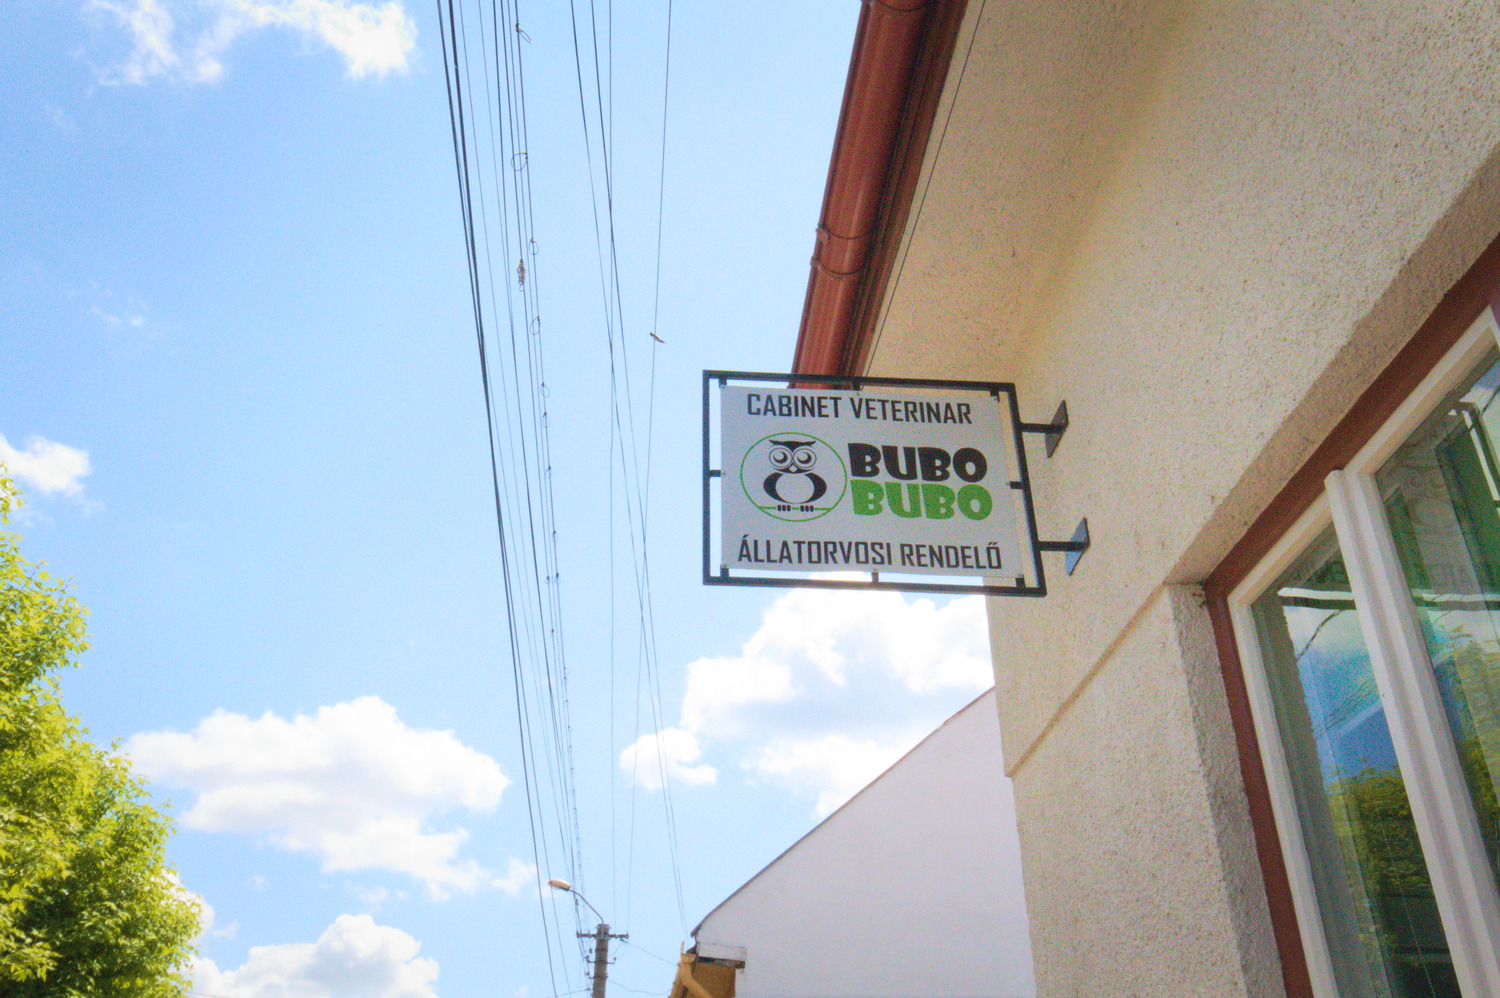 CABINET VETERINAR
BUBO
BUBO
ÁLLATORVOSI RENDELŐ